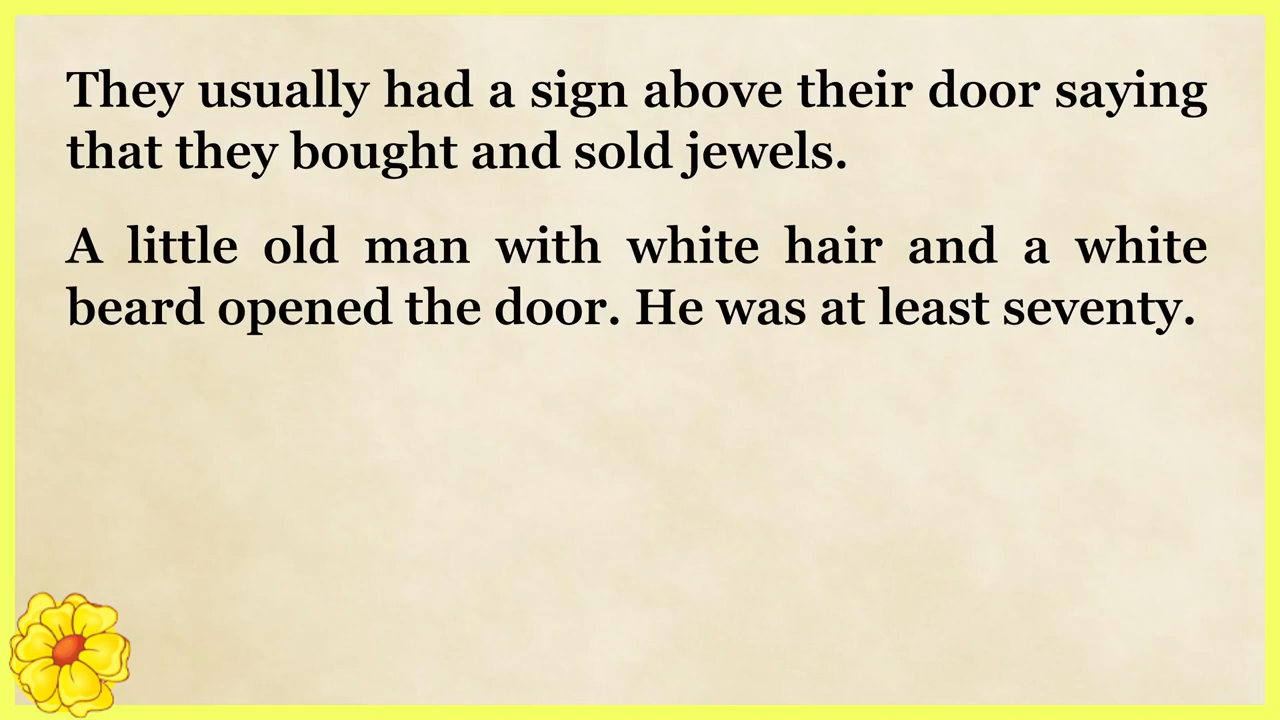 They usually had a sign above their door saying
that they bought and sold jewels.
A little old man with white hair and a white
beard opened the door. He was at least seventy.